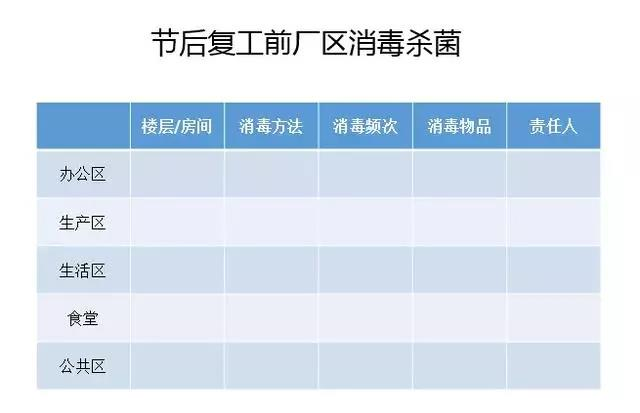 节后复工前厂区消毒杀菌
楼层/房间 消毒方法 消毒频次 消毒物品 责任人
办公区
生产区
生活区
食堂
公共区